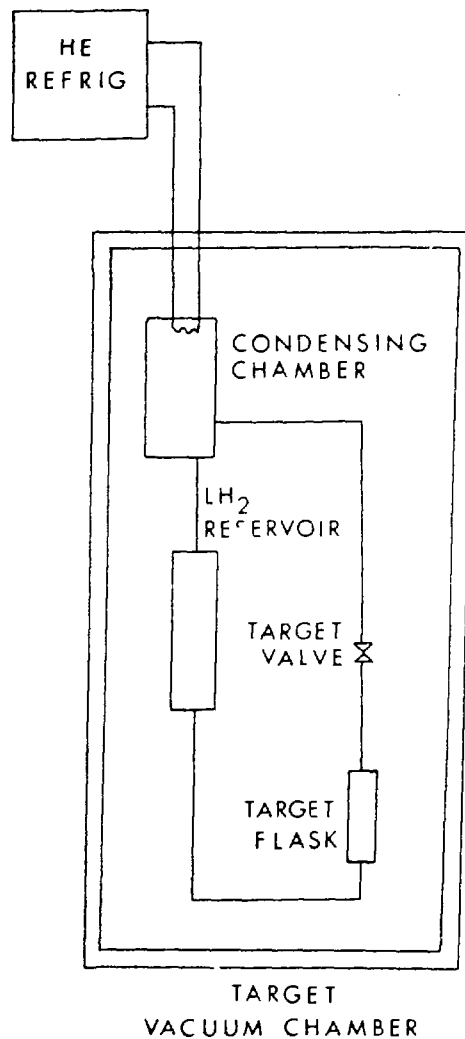 HE
REFRIG
CONDENSING
CHAMBER
LH2
RESERVOIR
TARGET
VALVE
TARGET
FLASK
TARGET
VACUUM CHAMBER